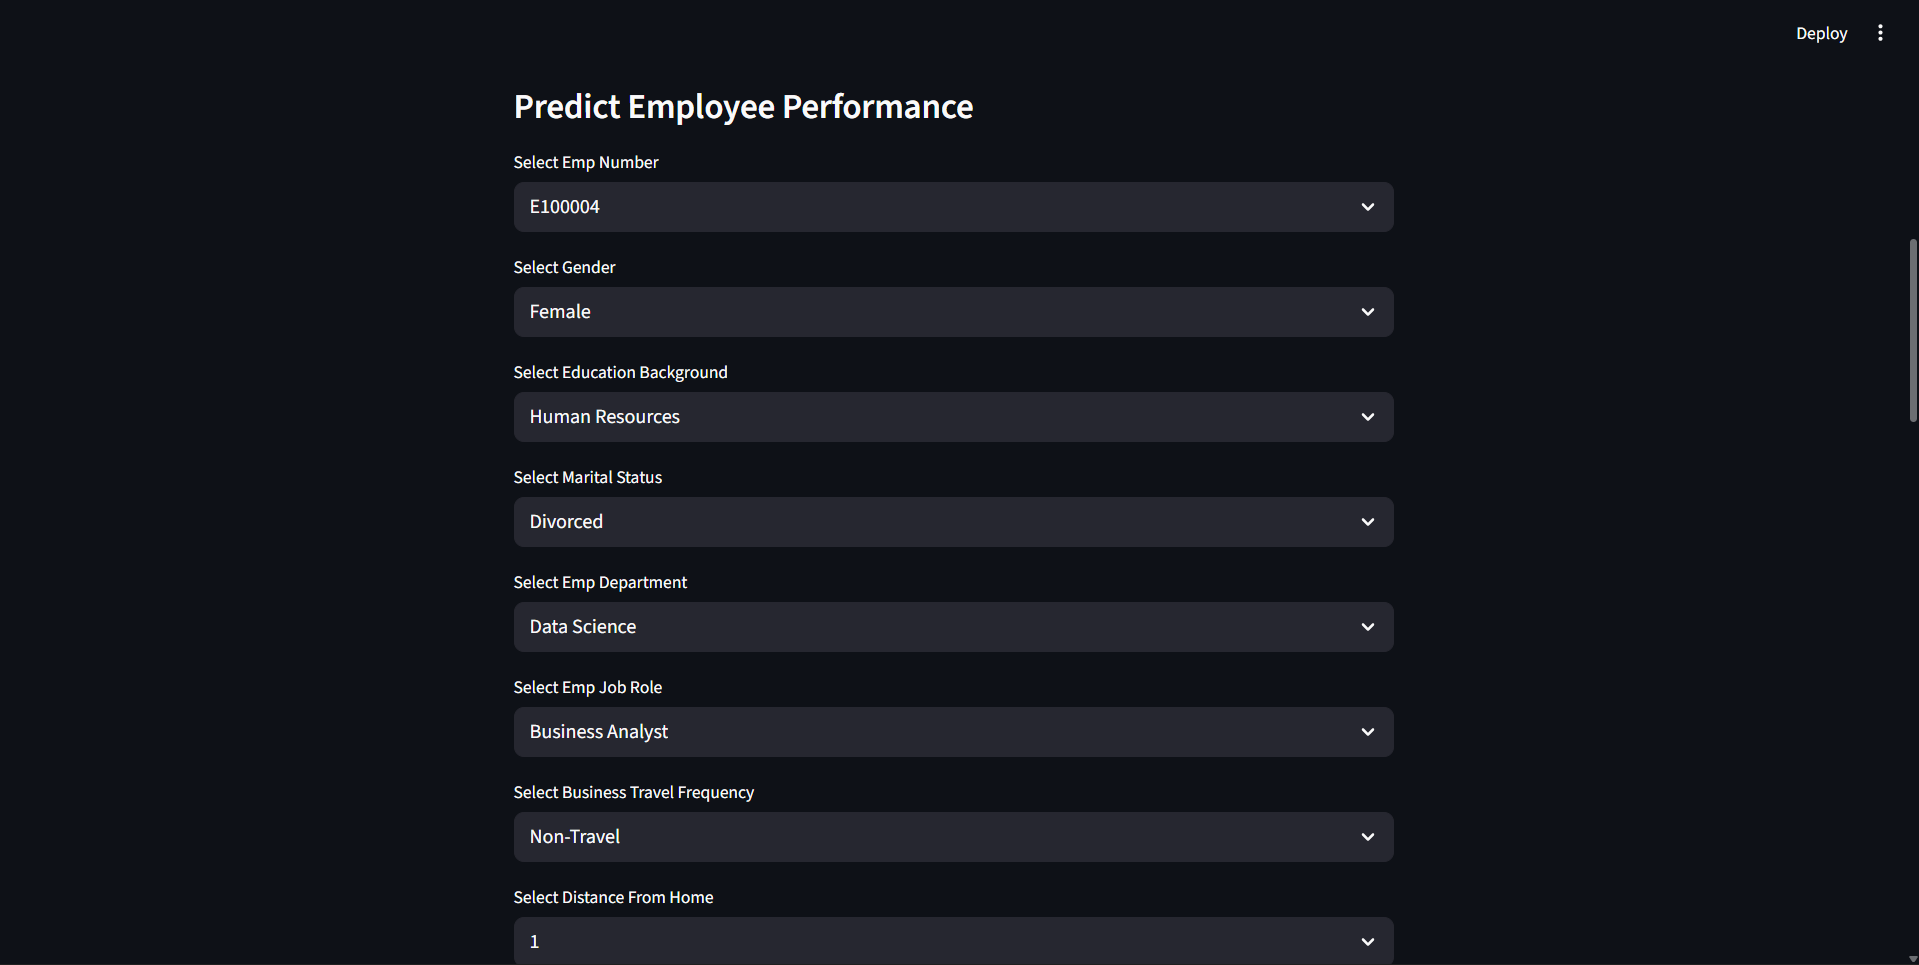 Deploy
Predict Employee Performance
Select Emp Number
E100004
Select Gender
Female
Select Education Background
Human Resources
Select Marital Status
Divorced
Select Emp Department
Data Science
Select Emp Job Role
Business Analyst
Select Business Travel Frequency
Non-Travel
Select Distance From Home
1